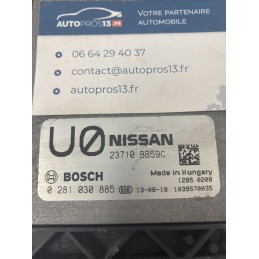 AUTOPROS13.FR
VOTRE PARTENAIRE
AUTOMOBILE
06 64 29 40 37
contact@autopros13.fr
autopros13.fr
U0 NISSAN
23710 BB59C
Made in Hungary
BOSCH
1285 0208
0 281 030 885 13-08-18 1039S70035